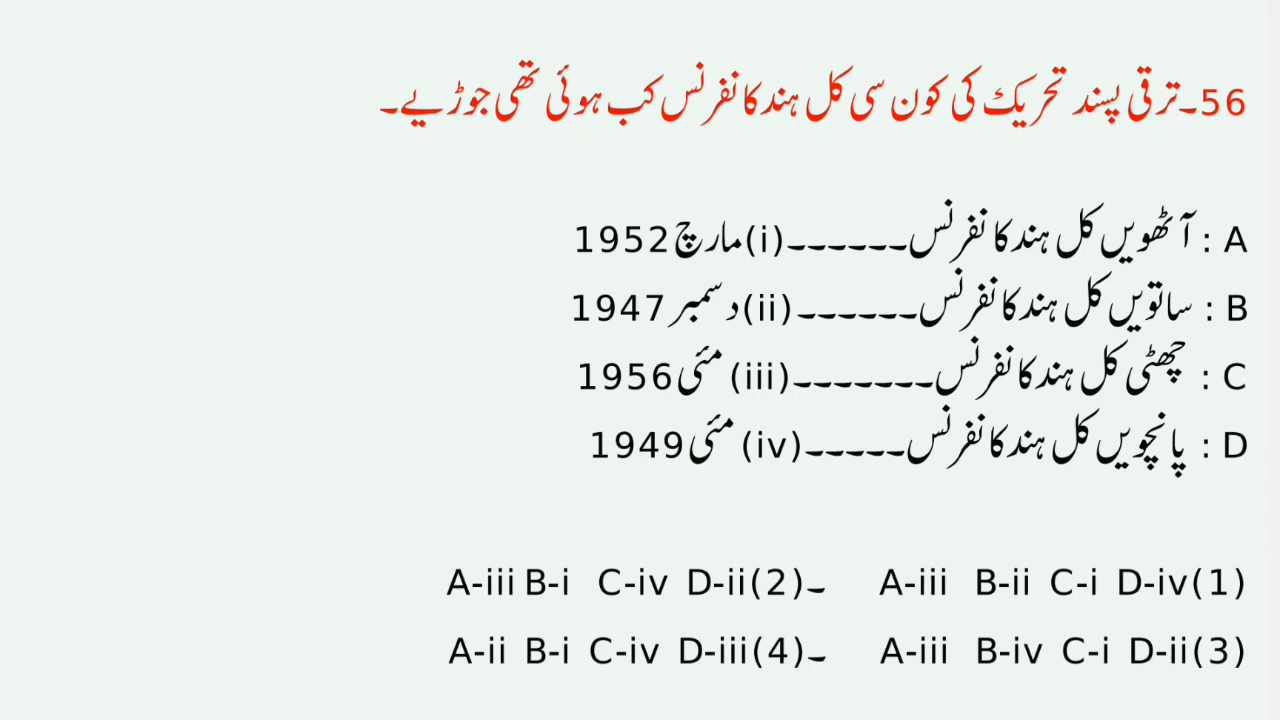 56۔ترقی پسند تحریک کی کون سی کل ہند کانفرنس کب ہوئی تھی جوڑیے۔
A : آٹھویں کل ہند کانفرنس۔۔۔۔۔۔(i)مارچ 1952
B : ساتویں کل ہند کانفرنس۔۔۔۔۔۔(ii)دسمبر 1947
C : چھٹی کل ہند کانفرنس۔۔۔۔۔۔۔(iii) مئی 1956
D : پانچویں کل ہند کانفرنس۔۔۔۔۔(iv) مئی 1949
(1)A-iii B-ii C-i D-iv ۔(2)A-iii B-i C-iv D-ii
(3)A-iii B-iv C-i D-ii ۔(4)A-ii B-i C-iv D-iii